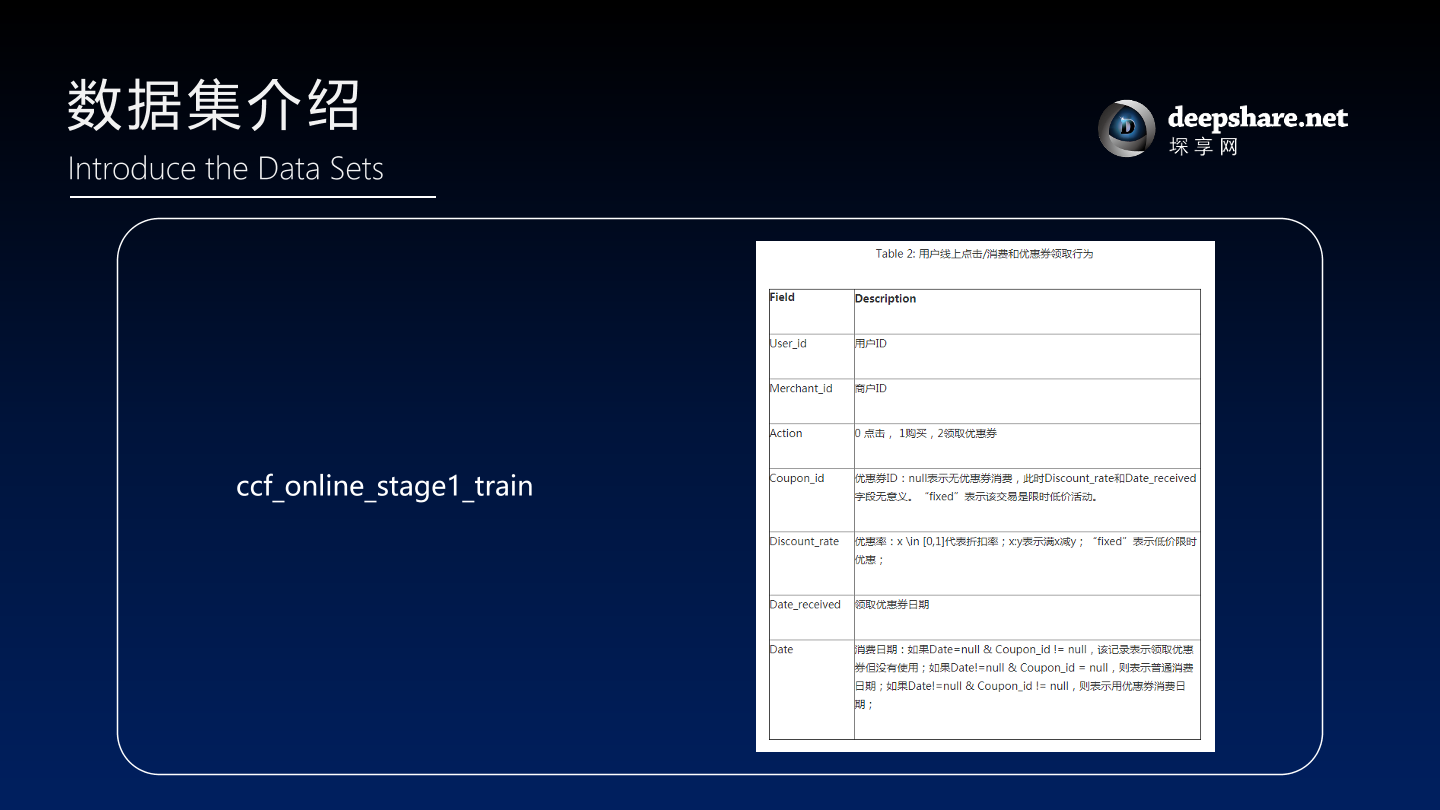 数据集介绍
Introduce the Data Sets
deepshare.net
深享网
ccf_online_stage1_train
Table 2: 用户线上点击/消费和优惠券领取行为
Field Description
User_id 用户ID
Merchant_id 商户ID
Action 0 点击， 1购买，2领取优惠券
Coupon_id 优惠券ID：null表示无优惠券消费，此时Discount_rate和Date_received
字段无意义。“fixed”表示该交易是限时低价活动。
Discount_rate 优惠率：x \in [0,1]代表折扣率；x:y表示满x减y；“fixed”表示低价限时
优惠；
Date_received 领取优惠券日期
Date 消费日期：如果Date=null & Coupon_id != null，该记录表示领取优惠
券但没有使用；如果Date!=null & Coupon_id = null，则表示普通消费
日期；如果Date!=null & Coupon_id != null，则表示用优惠券消费日
期；